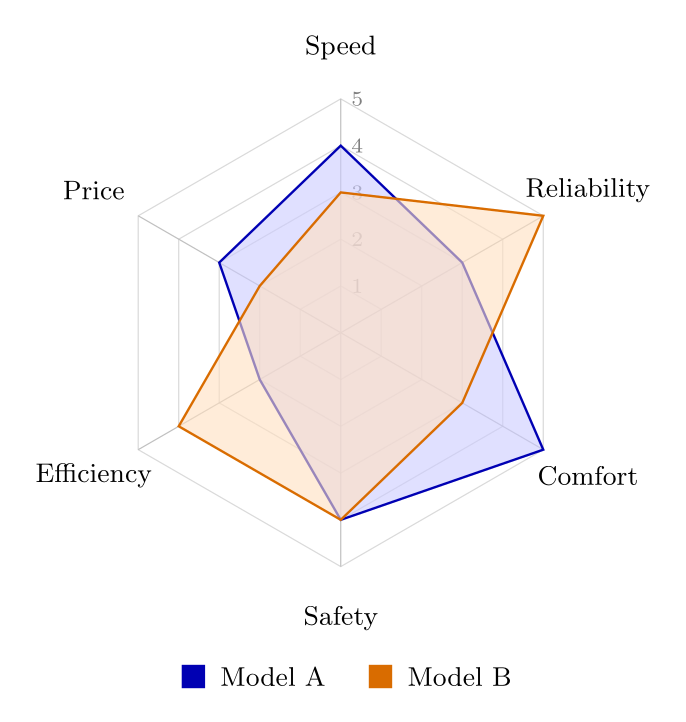 Speed
5
4
3
2
1
Price
Reliability
Efficiency
Comfort
Safety
Model A
Model B